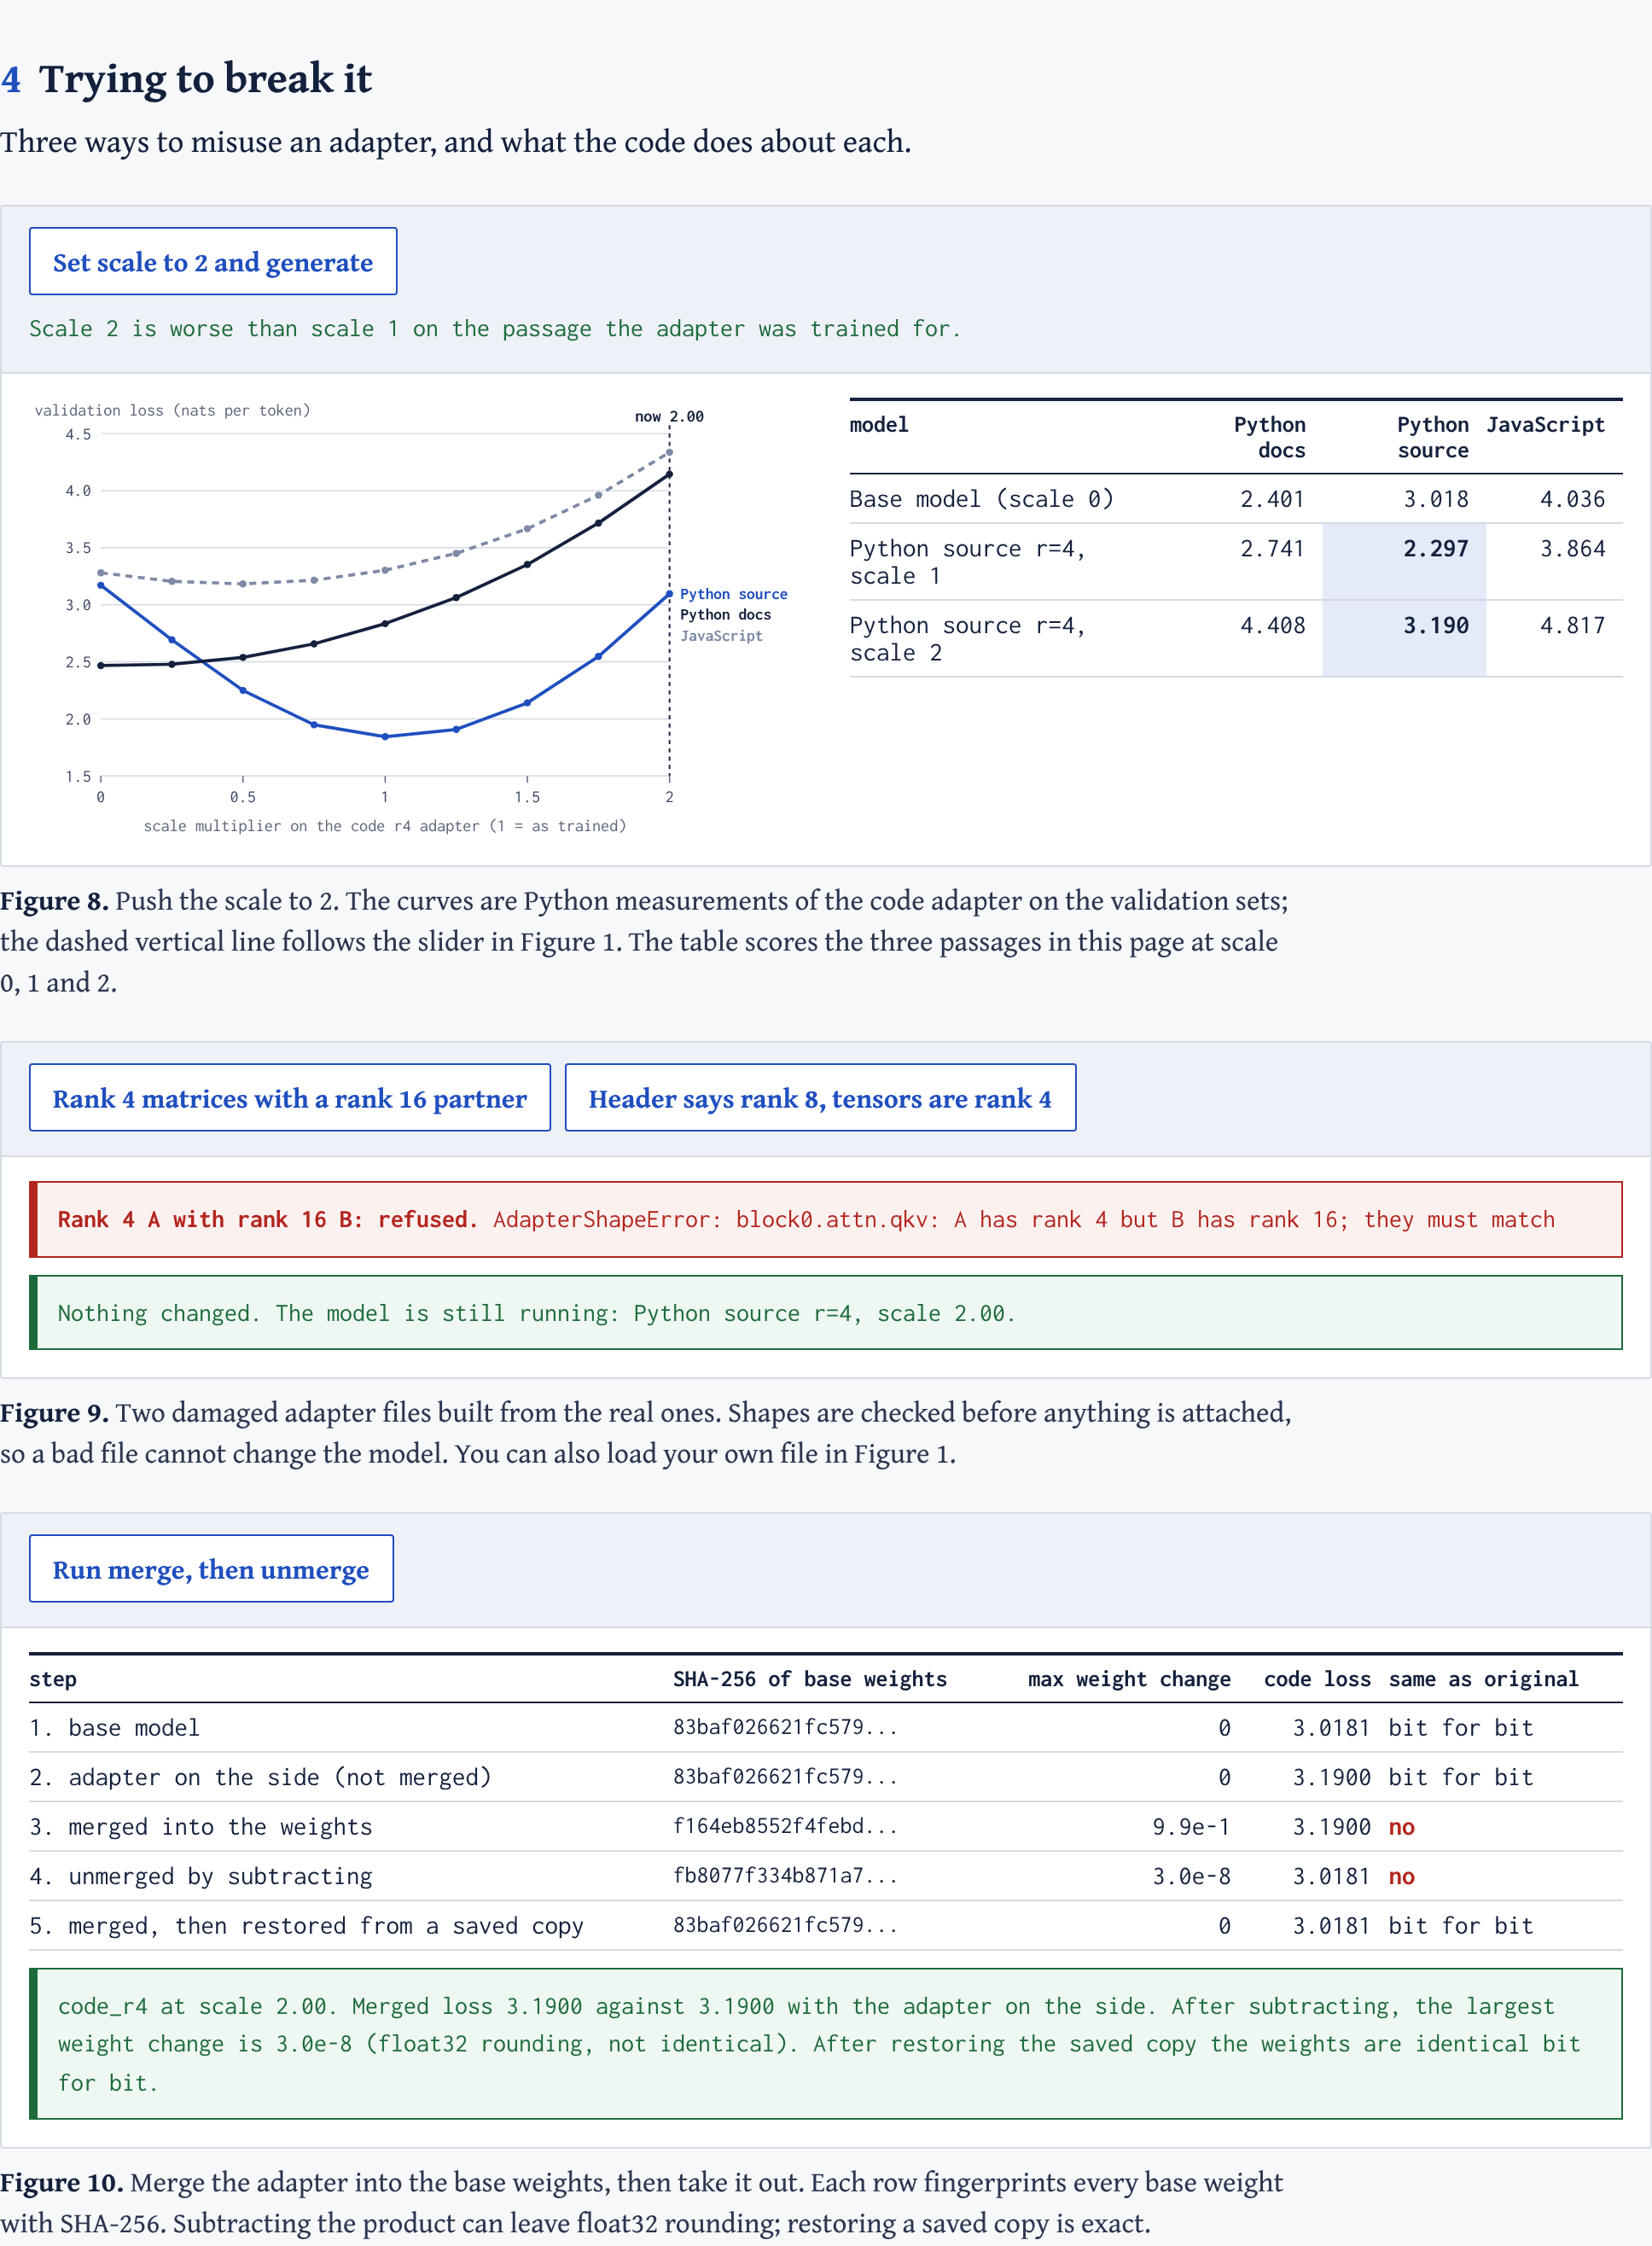 4 Trying to break it
Three ways to misuse an adapter, and what the code does about each.
Set scale to 2 and generate
Scale 2 is worse than scale 1 on the passage the adapter was trained for.
validation loss (nats per token)
now 2.00
4.5
4.0
3.5
3.0
2.5
2.0
1.5
0 0.5 1 1.5 2
scale multiplier on the code r4 adapter (1 = as trained)
Python source
Python docs
JavaScript
model Python docs Python source JavaScript
Base model (scale 0) 2.401 3.018 4.036
Python source r=4, 2.741 2.297 3.864
scale 1
Python source r=4, 4.408 3.190 4.817
scale 2
Figure 8. Push the scale to 2. The curves are Python measurements of the code adapter on the validation sets;
the dashed vertical line follows the slider in Figure 1. The table scores the three passages in this page at scale
0, 1 and 2.
Rank 4 matrices with a rank 16 partner
Header says rank 8, tensors are rank 4
Rank 4 A with rank 16 B: refused. AdapterShapeError: block0.attn.qkv: A has rank 4 but B has rank 16; they must match
Nothing changed. The model is still running: Python source r=4, scale 2.00.
Figure 9. Two damaged adapter files built from the real ones. Shapes are checked before anything is attached,
so a bad file cannot change the model. You can also load your own file in Figure 1.
Run merge, then unmerge
step SHA-256 of base weights max weight change code loss same as original
1. base model 83baf026621fc579... 0 3.0181 bit for bit
2. adapter on the side (not merged) 83baf026621fc579... 0 3.1900 bit for bit
3. merged into the weights f164eb8552f4febd... 9.9e-1 3.1900 no
4. unmerged by subtracting fb8077f334b871a7... 3.0e-8 3.0181 no
5. merged, then restored from a saved copy 83baf026621fc579... 0 3.0181 bit for bit
code_r4 at scale 2.00. Merged loss 3.1900 against 3.1900 with the adapter on the side. After subtracting, the largest
weight change is 3.0e-8 (float32 rounding, not identical). After restoring the saved copy the weights are identical bit
for bit.
Figure 10. Merge the adapter into the base weights, then take it out. Each row fingerprints every base weight
with SHA-256. Subtracting the product can leave float32 rounding; restoring a saved copy is exact.